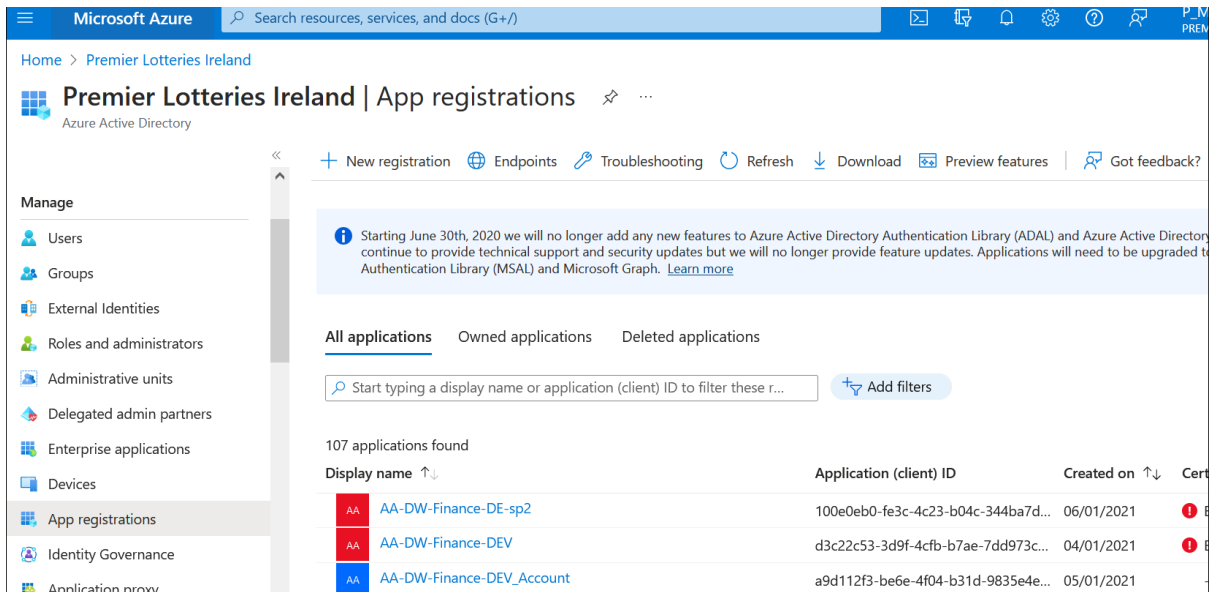 Microsoft Azure
Search resources, services, and docs (G+/)
Home > Premier Lotteries Ireland
Premier Lotteries Ireland | App registrations
Azure Active Directory
New registration Endpoints Troubleshooting Refresh Download Preview features Got feedback?
Manage
Users
Groups
External Identities
Roles and administrators
Administrative units
Delegated admin partners
Enterprise applications
Devices
App registrations
Identity Governance
Application proxy
Starting June 30th, 2020 we will no longer add any new features to Azure Active Directory Authentication Library (ADAL) and Azure Active Directory
continue to provide technical support and security updates but we will no longer provide feature updates. Applications will need to be upgraded
Authentication Library (MSAL) and Microsoft Graph. Learn more
All applications Owned applications Deleted applications
Start typing a display name or application (client) ID to filter these r...
Add filters
107 applications found
Display name Application (client) ID Created on Cert
AA AA-DW-Finance-DE-sp2 100e0eb0-fe3c-4c23-b04c-344ba7d... 06/01/2021
AA AA-DW-Finance-DEV d3c22c53-3d9f-4cfb-b7ae-7dd973c... 04/01/2021
AA AA-DW-Finance-DEV_Account a9d112f3-be6e-4f04-b31d-9835e4e... 05/01/2021